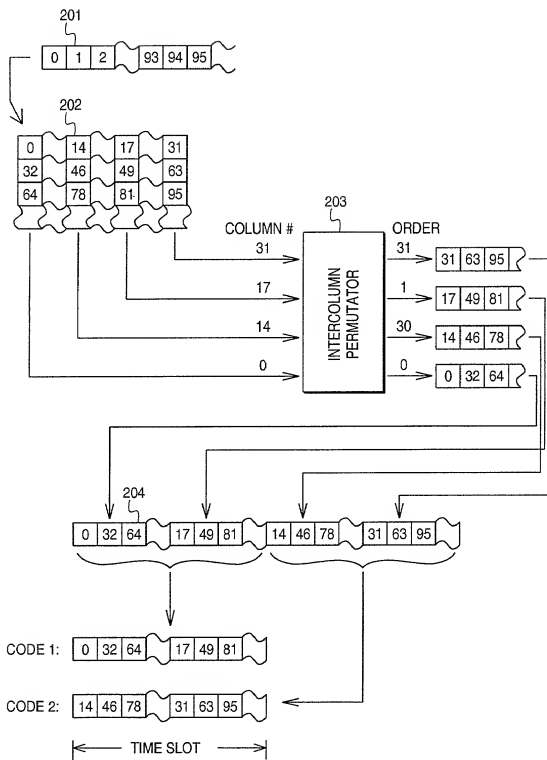 201
0 1 2 93 94 95
202
0 14 17 31
32 46 49 63
64 78 81. 95
COLUMN #
203
ORDER
INTERCOLUMN
PERMUTATOR
31 31 31 63 95
17 1 17 49 81
14 30 14 46 78
0 0 0 32 64
204
0 32 64 17 49 81 14 46 78 31 63 95
CODE 1: 0 32 64 17 49 81
CODE 2: 14 46 78 31 63 95
TIME SLOT